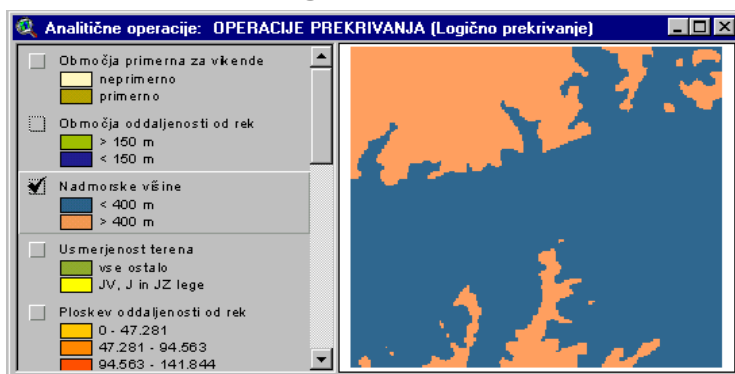 Analitične operacije: OPERACIJE PREKRIVANJA (Logično prekrivanje)
Območja primerna za vikende
neprimerno
primerno
Območja oddaljenosti od rek
> 150 m
< 150 m
Nadmorske višine
< 400 m
> 400 m
Usmerjenost terena
vse ostalo
JV, J in JZ lege
Ploskev oddaljenosti od rek
0 - 47.281
47.281 - 94.563
94.563 - 141.844